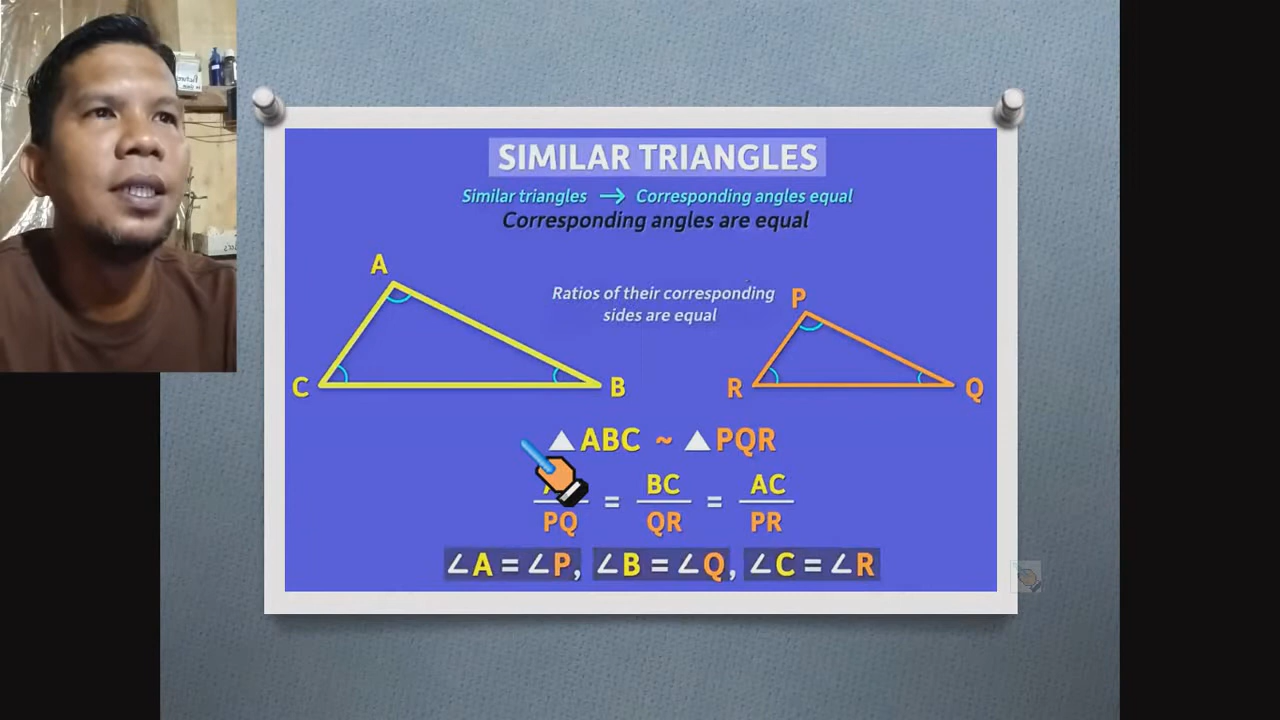 SIMILAR TRIANGLES
Similar triangles → Corresponding angles equal
Corresponding angles are equal
A
Ratios of their corresponding
sides are equal
P
C
B
R
Q
▲ABC ~ ▲PQR
= BC = AC
PQ QR PR
∠A = ∠P, ∠B = ∠Q, ∠C = ∠R